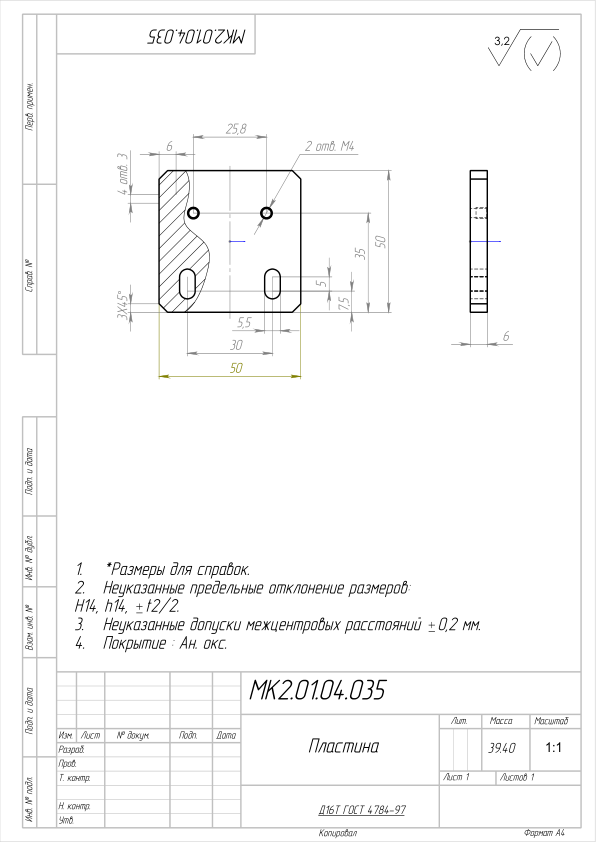 МК2.01.04.035
3,2
Перв. примен.
Справ. №
Подп. и дата
Инв. № дубл.
Взам. инв. №
Подп. и дата
Инв. № подл.
25,8
6
2 отв. М4
4 отв. 3
50
35
5
7,5
3X45°
5,5
30
50
6
1. *Размеры для справок.
2. Неуказанные предельные отклонение размеров:
H14, h14, ± t2/2.
3. Неуказанные допуски межцентровых расстояний ± 0,2 мм.
4. Покрытие : Ан. окс.
МК2.01.04.035
Изм. Лист № докум. Подп. Дата
Разраб.
Пров.
Т. контр.
Н. контр.
Утв.
Пластина
Лит. Масса Масштаб
39.40 1:1
Лист 1 Листов 1
Д16Т ГОСТ 4784-97
Копировал Формат А4